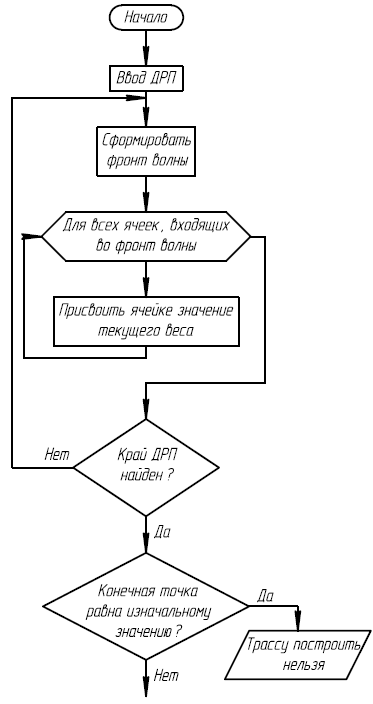 Начало
Ввод ДРП
Сформировать
фронт волны
Для всех ячеек, входящих
во фронт волны
Присвоить ячейке значение
текущего веса
Нет
Край ДРП
найден ?
Да
Конечная точка
равна изначальному
значению ?
Да
Трассу построить
нельзя
Нет